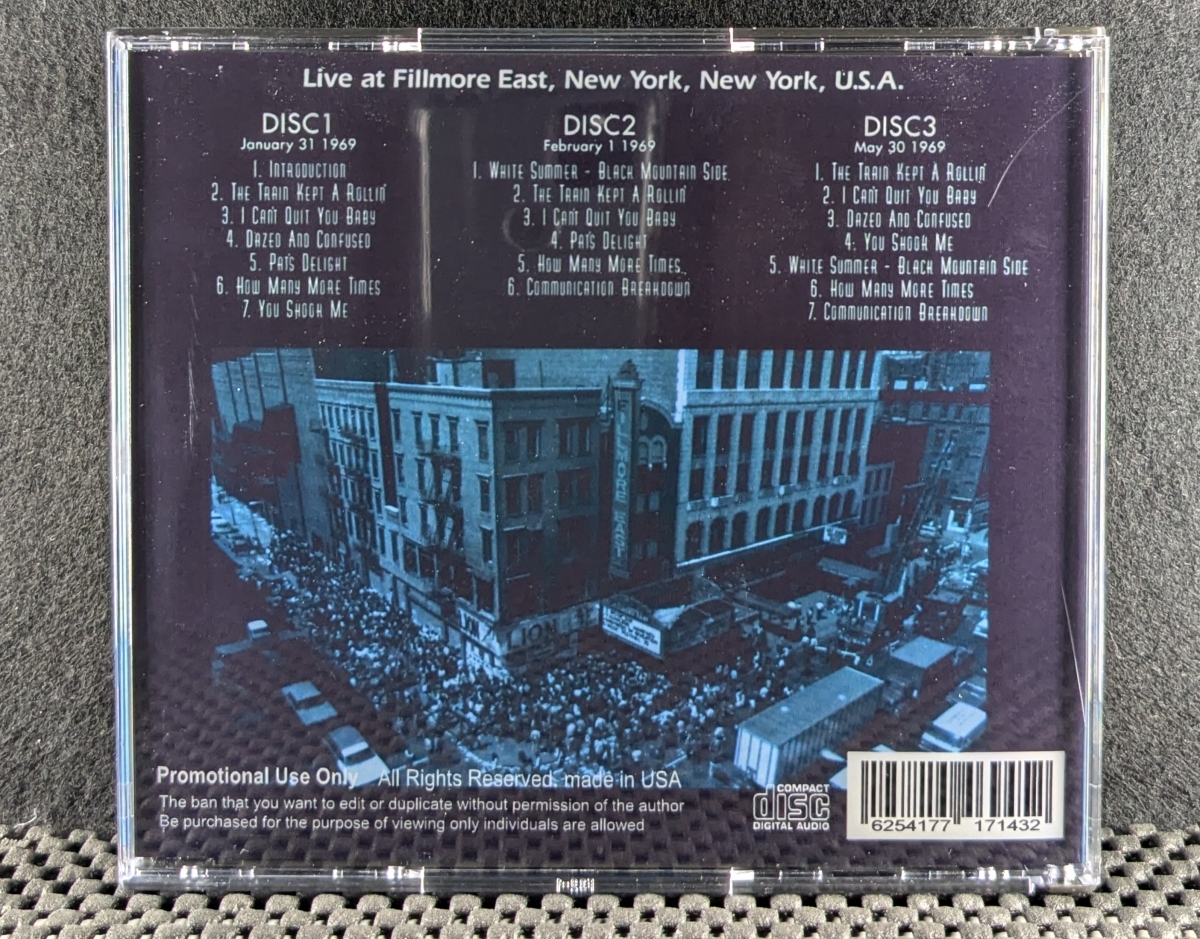 Live at Fillmore East, New York, New York, U.S.A.
DISC1
January 31 1969
1. Introduction
2. The Train Kept A Rollin'
3. I Can't Quit You Baby
4. Dazed And Confused
5. Pat's Delight
6. How Many More Times
7. You Shook Me
DISC2
February 1 1969
1. White Summer - Black Mountain Side
2. The Train Kept A Rollin'
3. I Can't Quit You Baby
4. Pat's Delight
5. How Many More Times
6. Communication Breakdown
DISC3
May 30 1969
1. The Train Kept A Rollin'
2. I Can't Quit You Baby
3. Dazed And Confused
4. You Shook Me
5. White Summer - Black Mountain Side
6. How Many More Times
7. Communication Breakdown
FILLMORE EAST
LION
Promotional Use Only All Rights Reserved. made in USA
The ban that you want to edit or duplicate without permission of the author
Be purchased for the purpose of viewing only individuals are allowed
COMPACT
disc
DIGITAL AUDIO
6254177 171432